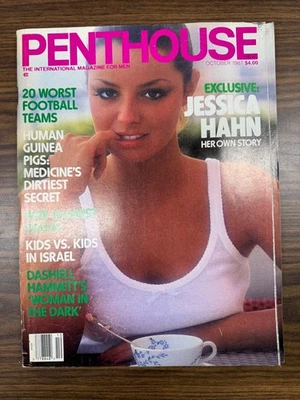 PENTHOUSE
THE INTERNATIONAL MAGAZINE FOR MEN
OCTOBER 1987 $4.00
20 WORST
FOOTBALL
TEAMS
EXCLUSIVE:
JESSICA
HAHN
HER OWN STORY
HUMAN
GUINEA
PIGS:
MEDICINE'S
DIRTIEST
SECRET
KIDS VS. KIDS
IN ISRAEL
DASHIELL
HAMMETT'S
'WOMAN IN
THE DARK'